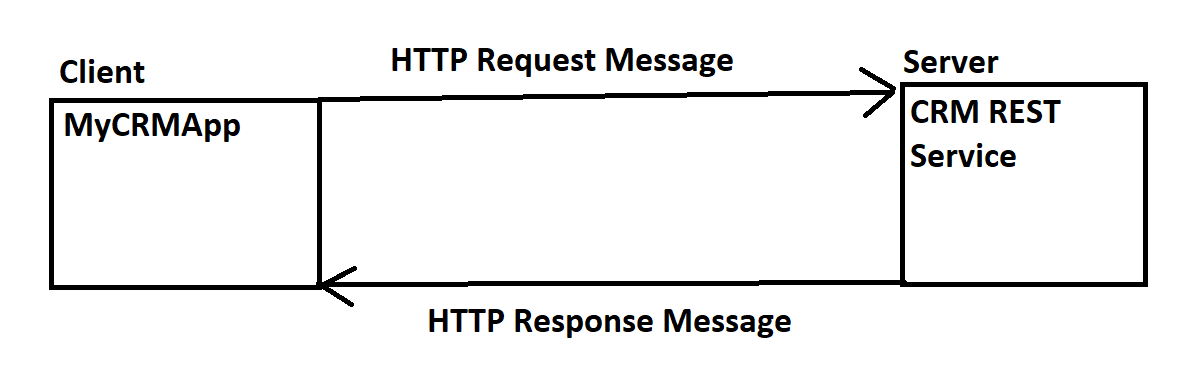 Client
HTTP Request Message
Server
MyCRMApp
CRM REST
Service
HTTP Response Message